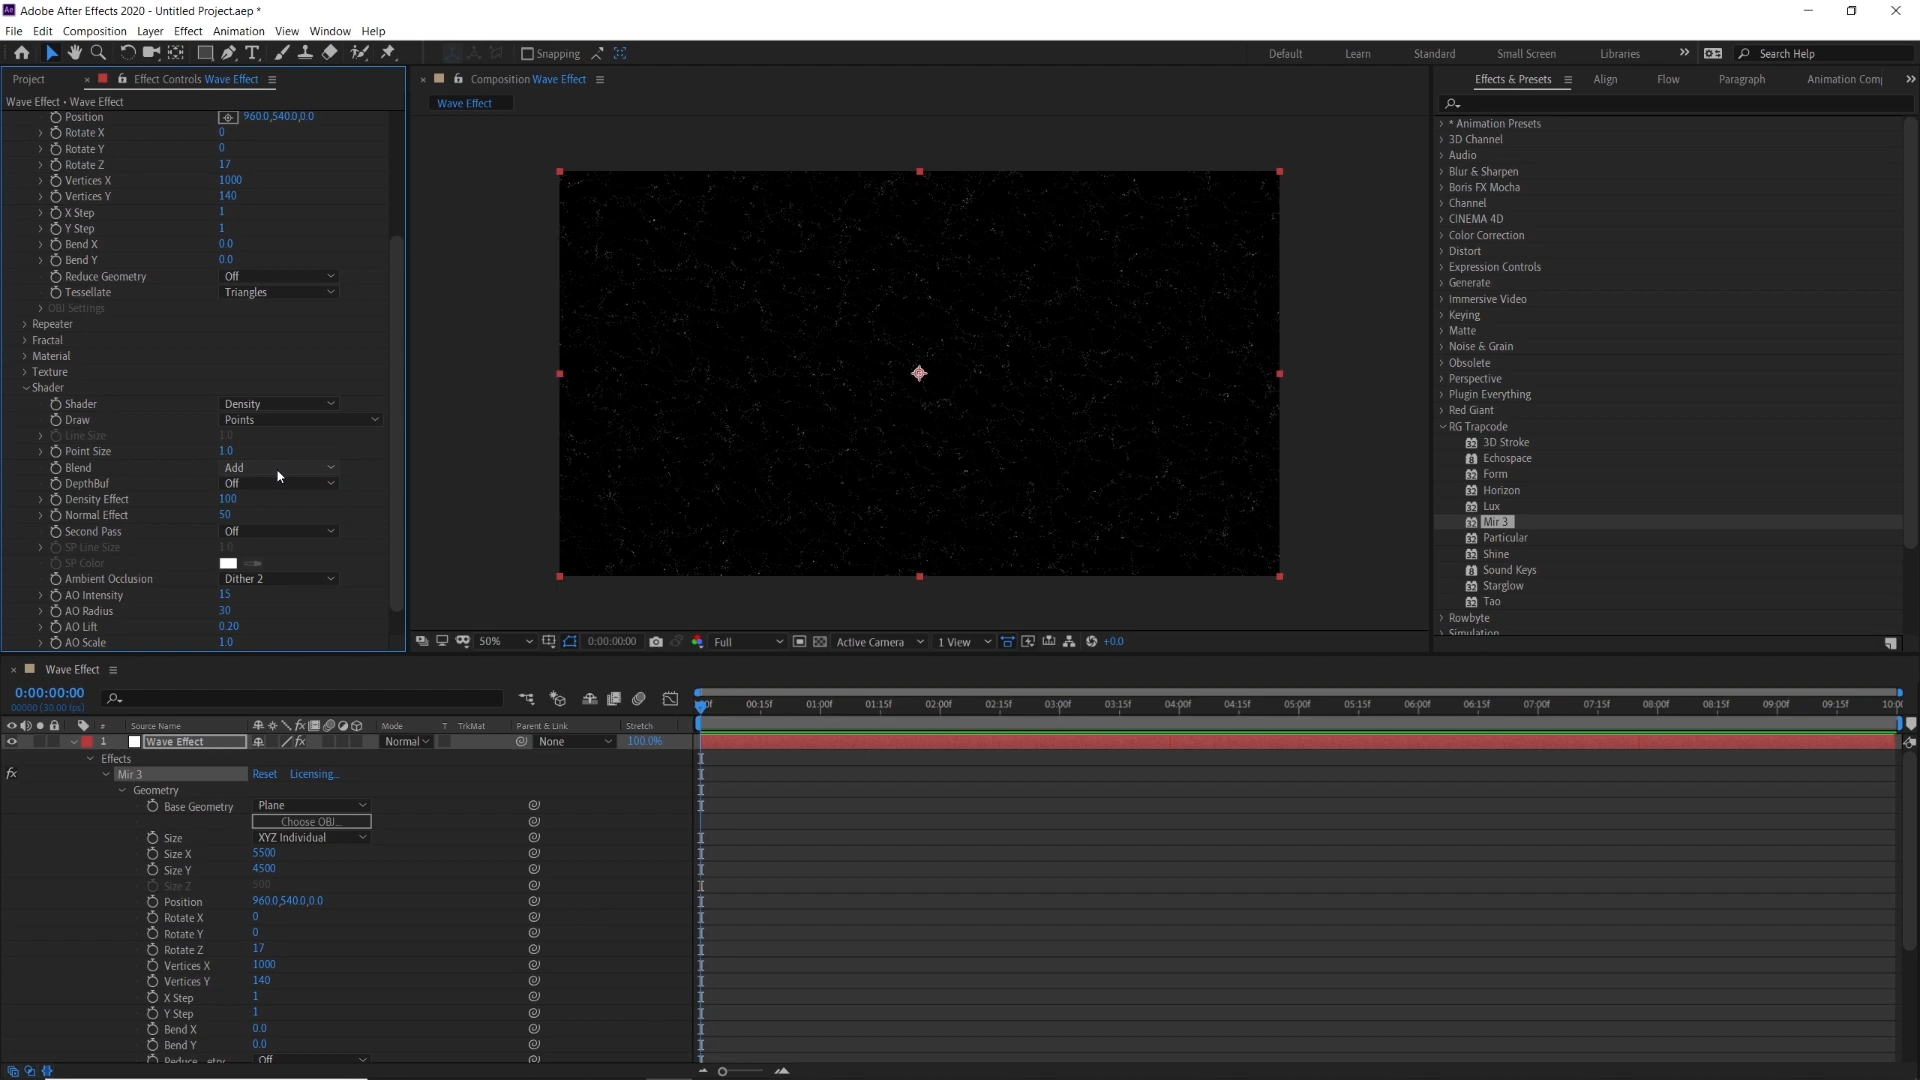 Adobe After Effects 2020 - Untitled Project.aep *
File Edit Composition Layer Effect Animation View Window Help
Snapping Default Learn Standard Small Screen Libraries Search Help
Project Effect Controls Wave Effect
Wave Effect • Wave Effect
Position 960.0,540.0,0.0
Rotate X 0
Rotate Y 0
Rotate Z 17
Vertices X 1000
Vertices Y 140
X Step 1
Y Step 1
Bend X 0.0
Bend Y 0.0
Reduce Geometry Off
Tessellate Triangles
OBJ Settings
Repeater
Fractal
Material
Texture
Shader
Shader Density
Draw Points
Line Size 1.0
Point Size 1.0
Blend Add
DepthBuf Off
Density Effect 100
Normal Effect 50
Second Pass Off
SP Line Size 1.0
SP Color
Ambient Occlusion Dither 2
AO Intensity 15
AO Radius 30
AO Lift 0.20
AO Scale 1.0
Composition Wave Effect
Wave Effect
50% 0:00:00:00 Full Active Camera 1 View +0.0
Effects & Presets Align Flow Paragraph Animation Comp
* Animation Presets
3D Channel
Audio
Blur & Sharpen
Boris FX Mocha
Channel
CINEMA 4D
Color Correction
Distort
Expression Controls
Generate
Immersive Video
Keying
Matte
Noise & Grain
Obsolete
Perspective
Plugin Everything
Red Giant
RG Trapcode
3D Stroke
Echospace
Form
Horizon
Lux
Mir 3
Particular
Shine
Sound Keys
Starglow
Tao
Rowbyte
Simulation
Wave Effect
0:00:00:00
00000 (30.00 fps)
# Source Name Mode T TrkMat Parent & Link Stretch
00:15f 01:00f 01:15f 02:00f 02:15f 03:00f 03:15f 04:00f 04:15f 05:00f 05:15f 06:00f 06:15f 07:00f 07:15f 08:00f 08:15f 09:00f 09:15f 10:00
1 Wave Effect Normal None 100.0%
Effects
fx Mir 3 Reset Licensing...
Geometry
Base Geometry Plane
Choose OBJ...
Size XYZ Individual
Size X 5500
Size Y 4500
Size Z 500
Position 960.0,540.0,0.0
Rotate X 0
Rotate Y 0
Rotate Z 17
Vertices X 1000
Vertices Y 140
X Step 1
Y Step 1
Bend X 0.0
Bend Y 0.0
Reduce ...etry Off